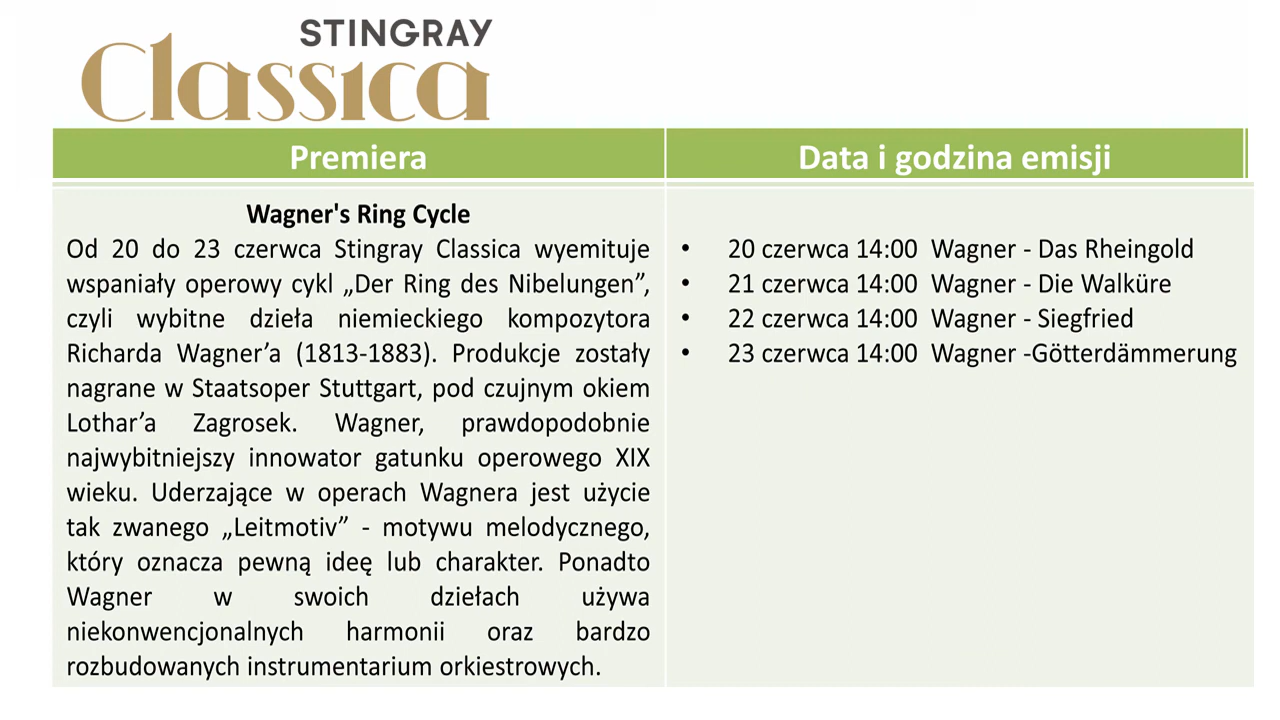 STINGRAY
Classica
Premiera
Data i godzina emisji
Wagner's Ring Cycle
Od 20 do 23 czerwca Stingray Classica wyemituje
wspaniały operowy cykl „Der Ring des Nibelungen”,
czyli wybitne dzieła niemieckiego kompozytora
Richarda Wagner’a (1813-1883). Produkcje zostały
nagrane w Staatsoper Stuttgart, pod czujnym okiem
Lothar’a Zagrosek. Wagner, prawdopodobnie
najwybitniejszy innowator gatunku operowego XIX
wieku. Uderzające w operach Wagnera jest użycie
tak zwanego „Leitmotiv” - motywu melodycznego,
który oznacza pewną ideę lub charakter. Ponadto
Wagner w swoich dziełach używa
niekonwencjonalnych harmonii oraz bardzo
rozbudowanych instrumentarium orkiestrowych.
• 20 czerwca 14:00 Wagner - Das Rheingold
• 21 czerwca 14:00 Wagner - Die Walküre
• 22 czerwca 14:00 Wagner - Siegfried
• 23 czerwca 14:00 Wagner -Götterdämmerung